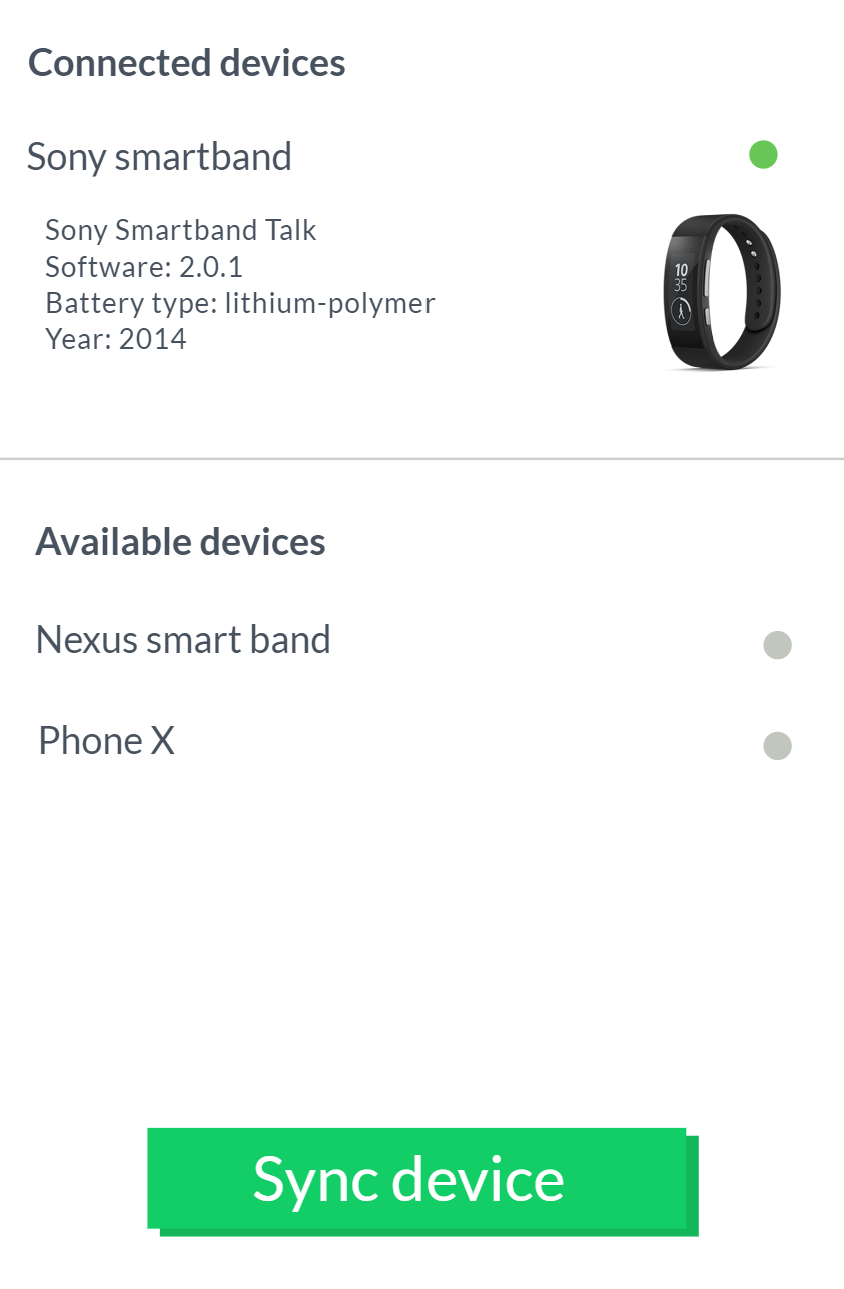 Connected devices
Sony smartband
Sony Smartband Talk
Software: 2.0.1
Battery type: lithium-polymer
Year: 2014
10
35
Available devices
Nexus smart band
Phone X
Sync device